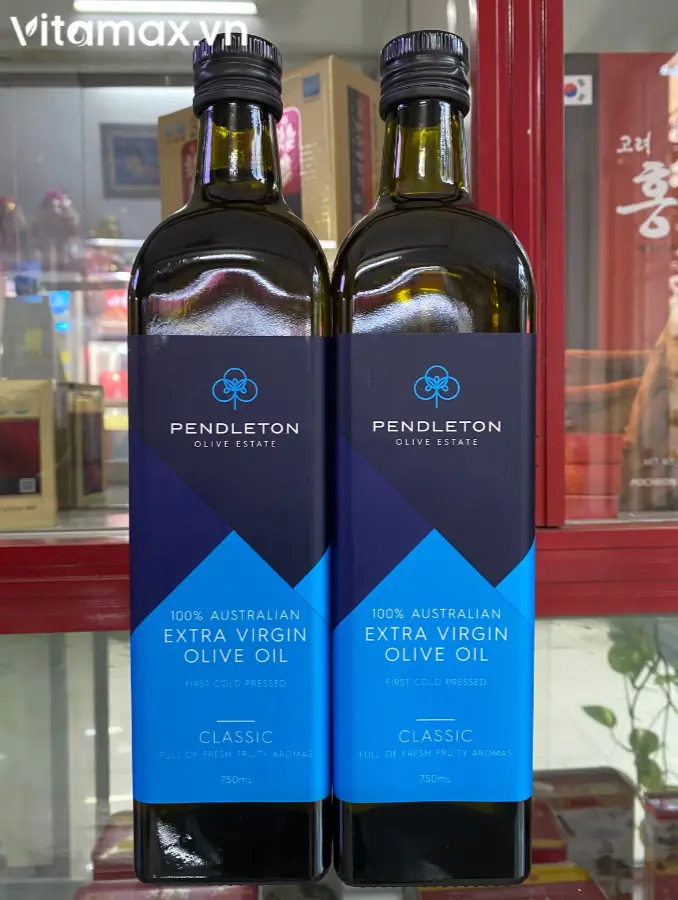 Vitamax.vn
PENDLETON
OLIVE ESTATE
100% AUSTRALIAN
EXTRA VIRGIN
OLIVE OIL
FIRST COLD PRESSED
CLASSIC
FULL OF FRESH FRUITY AROMAS
750mL
PENDLETON
OLIVE ESTATE
100% AUSTRALIAN
EXTRA VIRGIN
OLIVE OIL
FIRST COLD PRESSED
CLASSIC
FULL OF FRESH FRUITY AROMAS
750mL
고려
홍